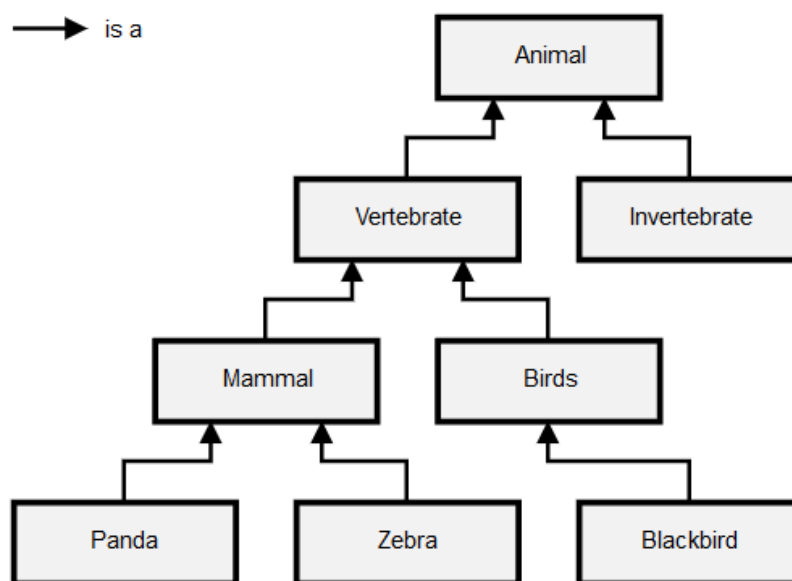 is a
Animal
Vertebrate
Invertebrate
Mammal
Birds
Panda
Zebra
Blackbird